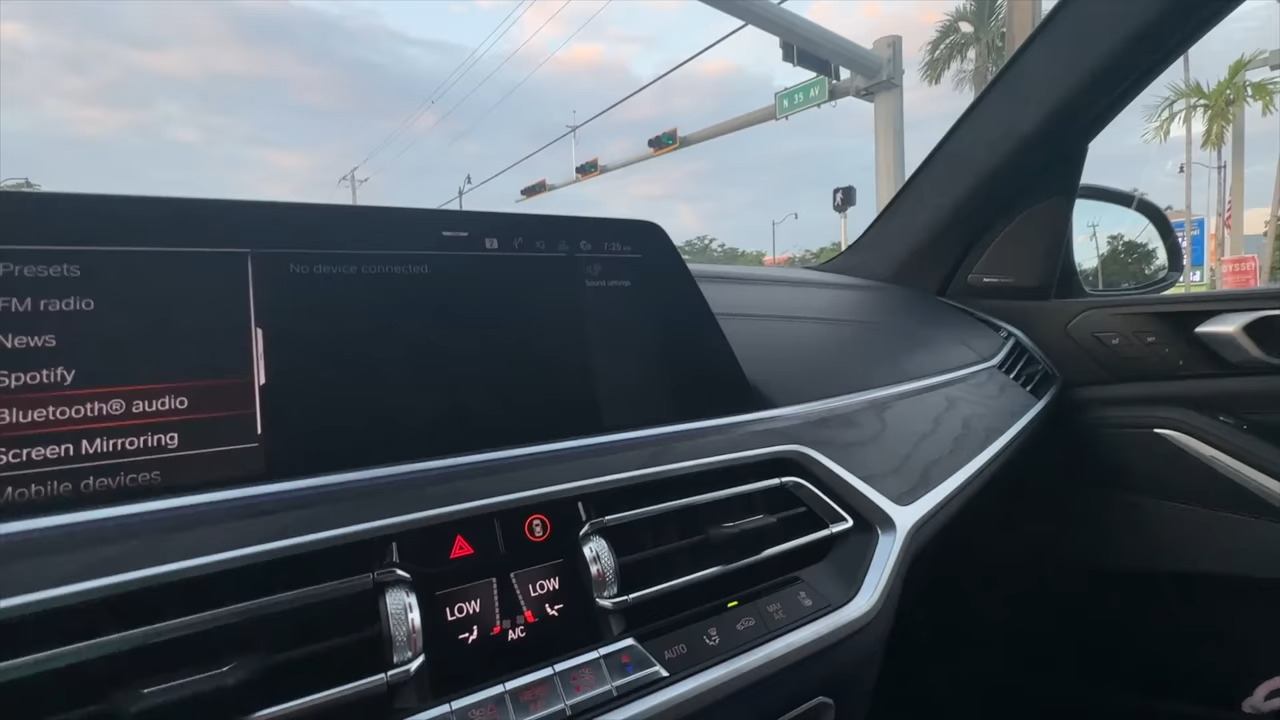 N 35 AV
7:25
Presets
No device connected.
Sound settings
FM radio
News
Spotify
Bluetooth® audio
Screen Mirroring
Mobile devices
LOW
LOW
A/C
AUTO
MAX
A/C